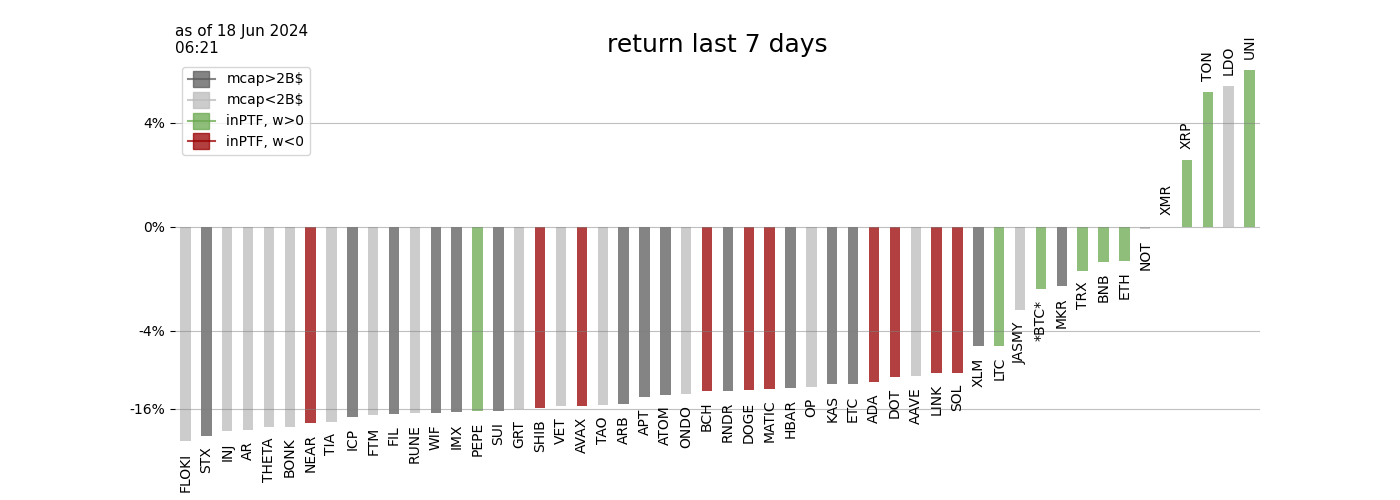 as of 18 Jun 2024
06:21
return last 7 days
mcap>2B$
mcap<2B$
inPTF, w>0
inPTF, w<0
4%
0%
-4%
-16%
FLOKI
STX
INJ
AR
THETA
BONK
NEAR
TIA
ICP
FTM
FIL
RUNE
WIF
IMX
PEPE
SUI
GRT
SHIB
VET
AVAX
TAO
ARB
APT
ATOM
ONDO
BCH
RNDR
DOGE
MATIC
HBAR
OP
KAS
ETC
ADA
DOT
AAVE
LINK
SOL
XLM
LTC
JASMY
*BTC*
MKR
TRX
BNB
ETH
NOT
XMR
XRP
TON
LDO
UNI